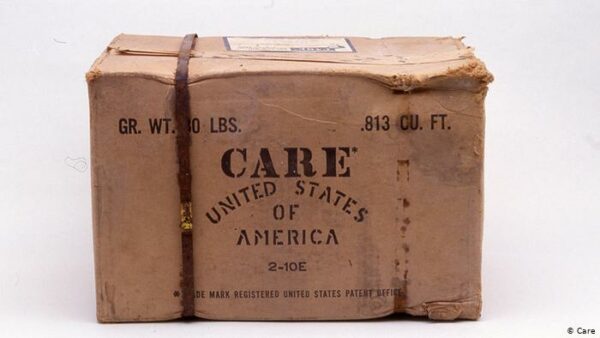 GR. WT. 30 LBS.
.813 CU. FT.
CARE*
UNITED STATES
OF
AMERICA
2-10E
* MARK REGISTERED UNITED STATES PATENT OFFICE
© Care